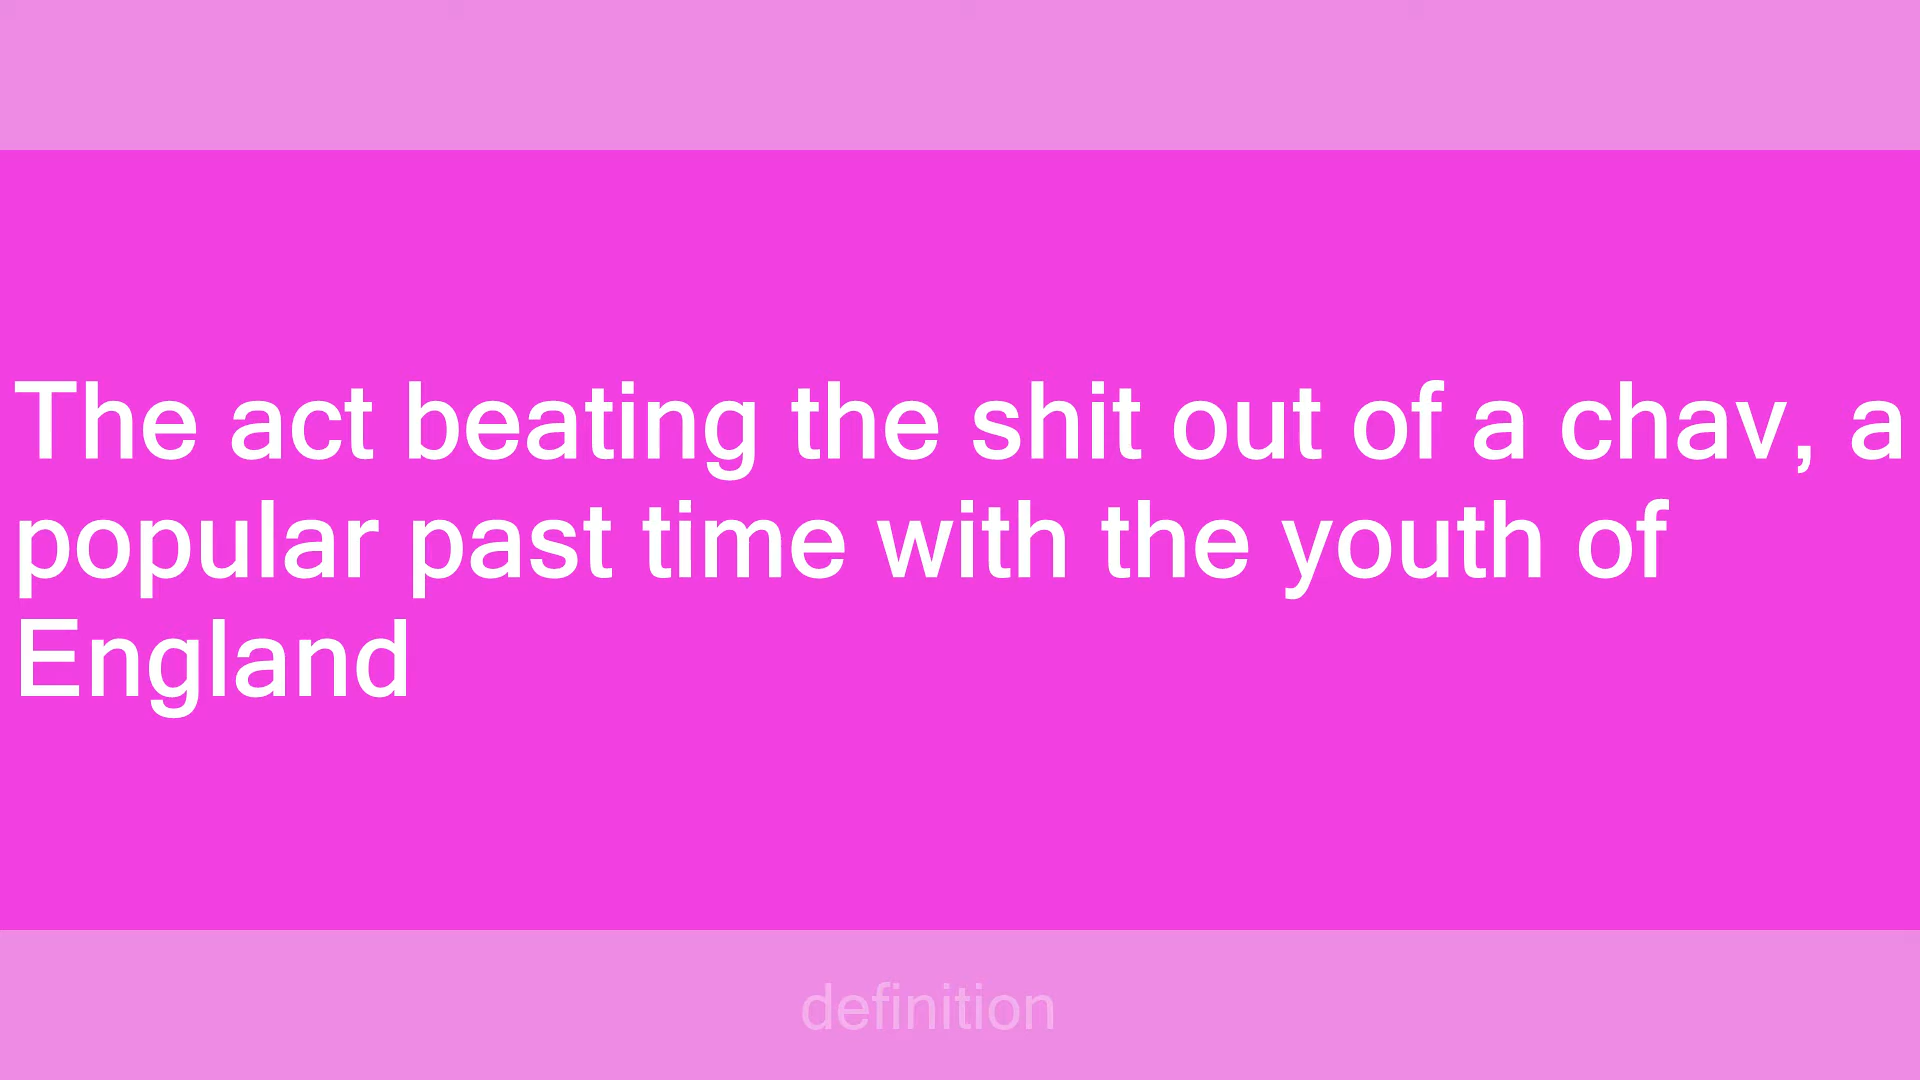 The act beating the shit out of a chav, a
popular past time with the youth of
England
definition